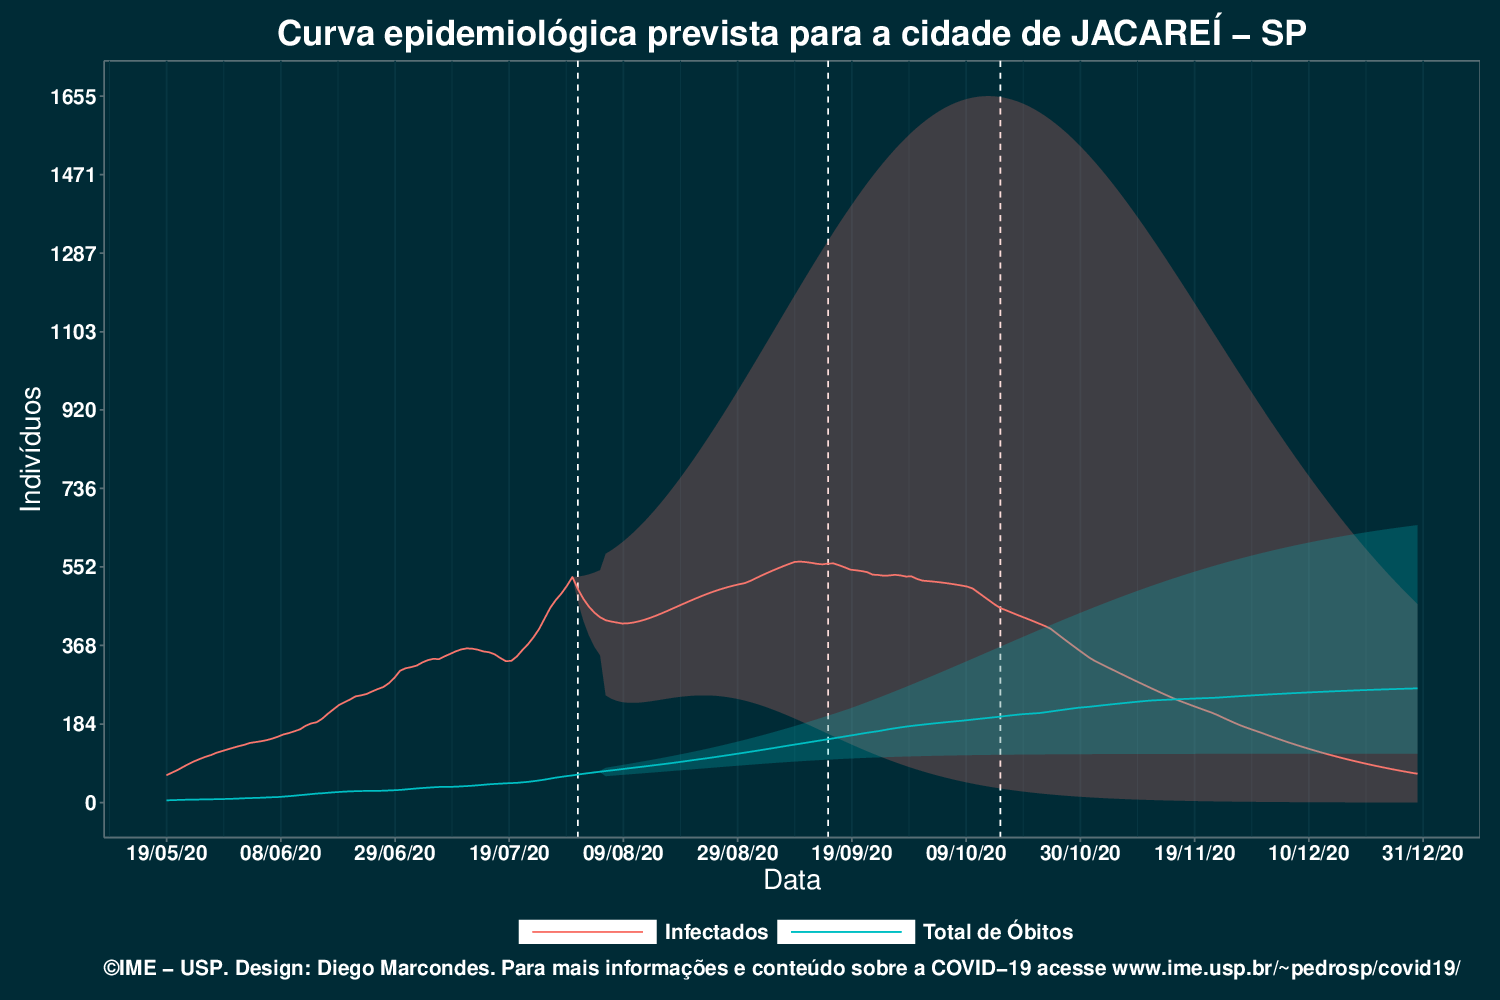 Curva epidemiológica prevista para a cidade de JACAREÍ – SP
1655
1471
1287
1103
920
736
552
368
184
0
Indivíduos
19/05/20 08/06/20 29/06/20 19/07/20 09/08/20 29/08/20 19/09/20 09/10/20 30/10/20 19/11/20 10/12/20 31/12/20
Data
Infectados Total de Óbitos
©IME – USP. Design: Diego Marcondes. Para mais informações e conteúdo sobre a COVID–19 acesse www.ime.usp.br/~pedrosp/covid19/